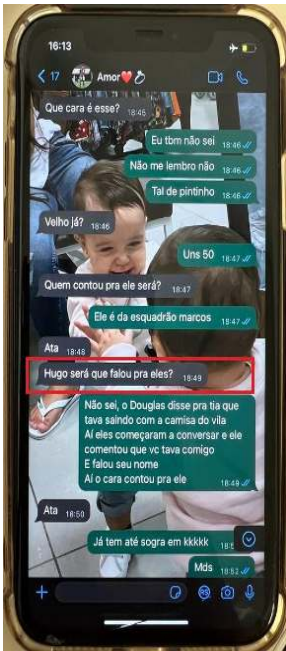 16:13
17 Amor❤️
Que cara é esse? 18:46
Eu tbm não sei 18:46
Não me lembro não 18:46
Tal de pintinho 18:46
Velho já? 18:46
Uns 50 18:47
Quem contou pra ele será? 18:47
Ele é da esquadrão marcos 18:47
Ata 18:48
Hugo será que falou pra eles? 18:49
Não sei, o Douglas disse pra tia que
tava saindo com a camisa do vila
Aí eles começaram a conversar e ele
comentou que vc tava comigo
E falou seu nome
Aí o cara contou pra ele 18:49
Ata 18:50
Já tem até sogra em kkkkk
Mds 18:52